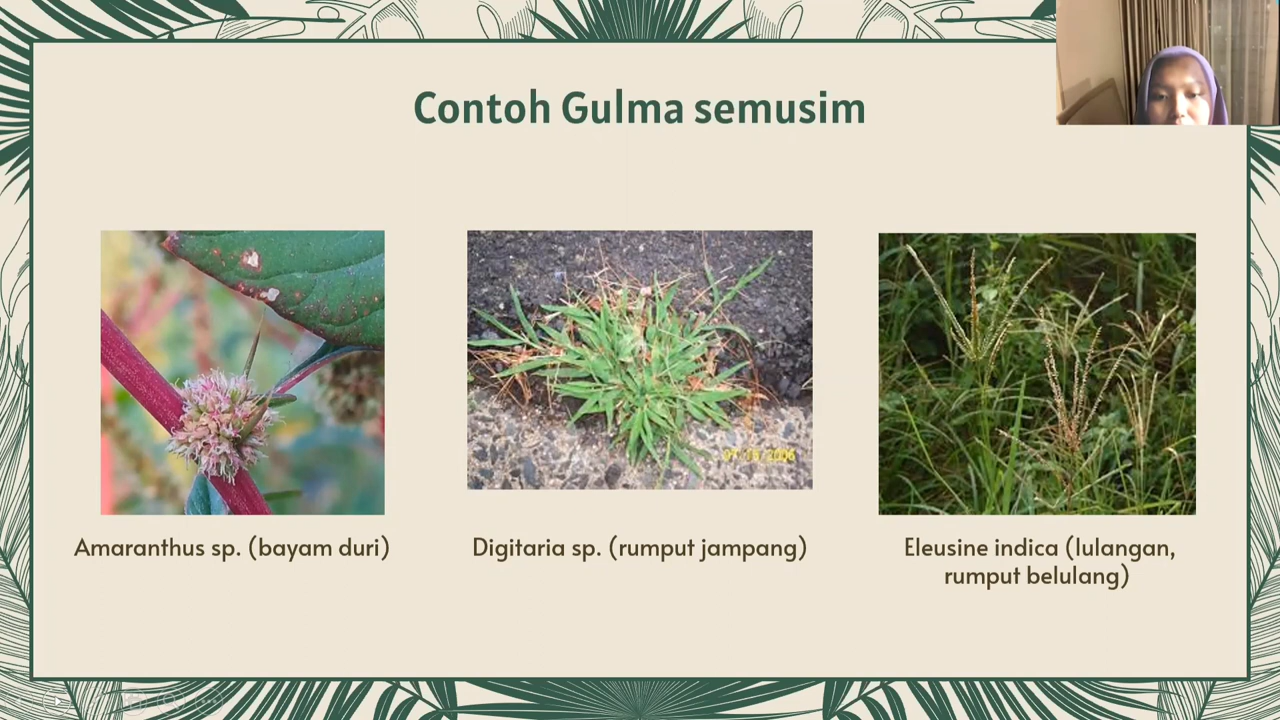 Contoh Gulma semusim
Amaranthus sp. (bayam duri)
Digitaria sp. (rumput jampang)
Eleusine indica (lulangan,
rumput belulang)